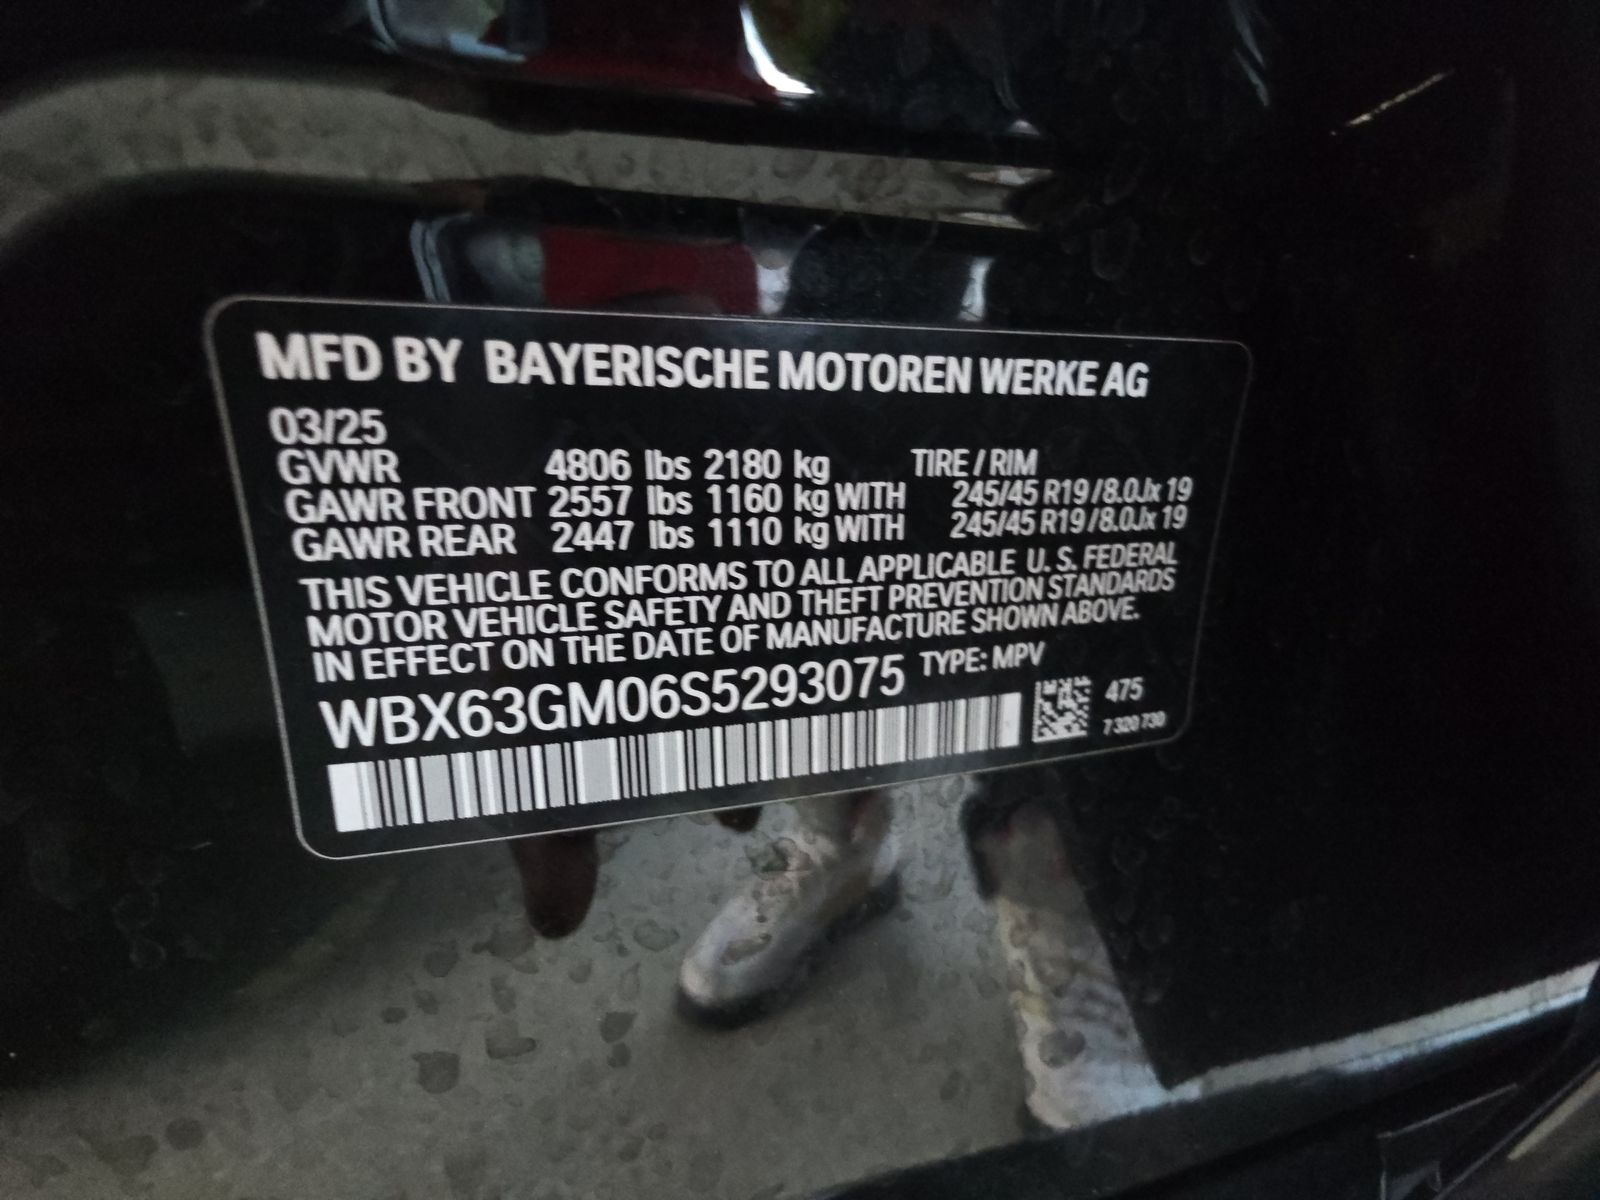 MFD BY BAYERISCHE MOTOREN WERKE AG
03/25
GVWR 4806 lbs 2180 kg TIRE / RIM
GAWR FRONT 2557 lbs 1160 kg WITH 245/45 R19 / 8.0Jx 19
GAWR REAR 2447 lbs 1110 kg WITH 245/45 R19 / 8.0Jx 19
THIS VEHICLE CONFORMS TO ALL APPLICABLE U. S. FEDERAL
MOTOR VEHICLE SAFETY AND THEFT PREVENTION STANDARDS
IN EFFECT ON THE DATE OF MANUFACTURE SHOWN ABOVE.
WBX63GM06S5293075 TYPE: MPV
475
7 320 730